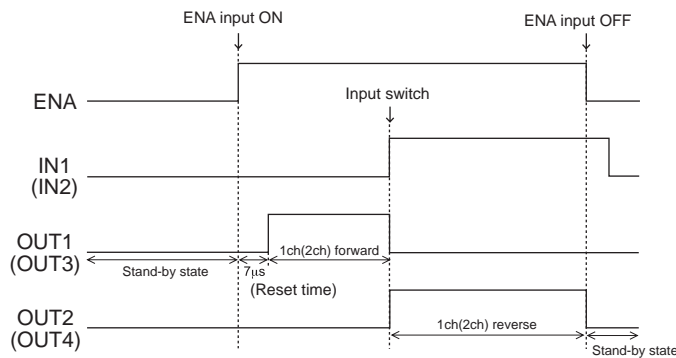 ENA input ON
ENA input OFF
ENA
Input switch
IN1
(IN2)
OUT1
(OUT3)
1ch(2ch) forward
Stand-by state
7μs
(Reset time)
OUT2
(OUT4)
1ch(2ch) reverse
Stand-by state